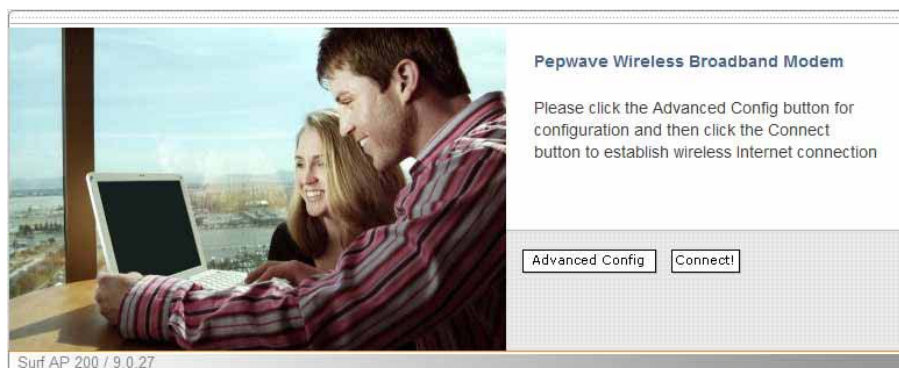 Pepwave Wireless Broadband Modem
Please click the Advanced Config button for
configuration and then click the Connect
button to establish wireless Internet connection
Advanced Config
Connect!
Surf AP 200 / 9.0.27